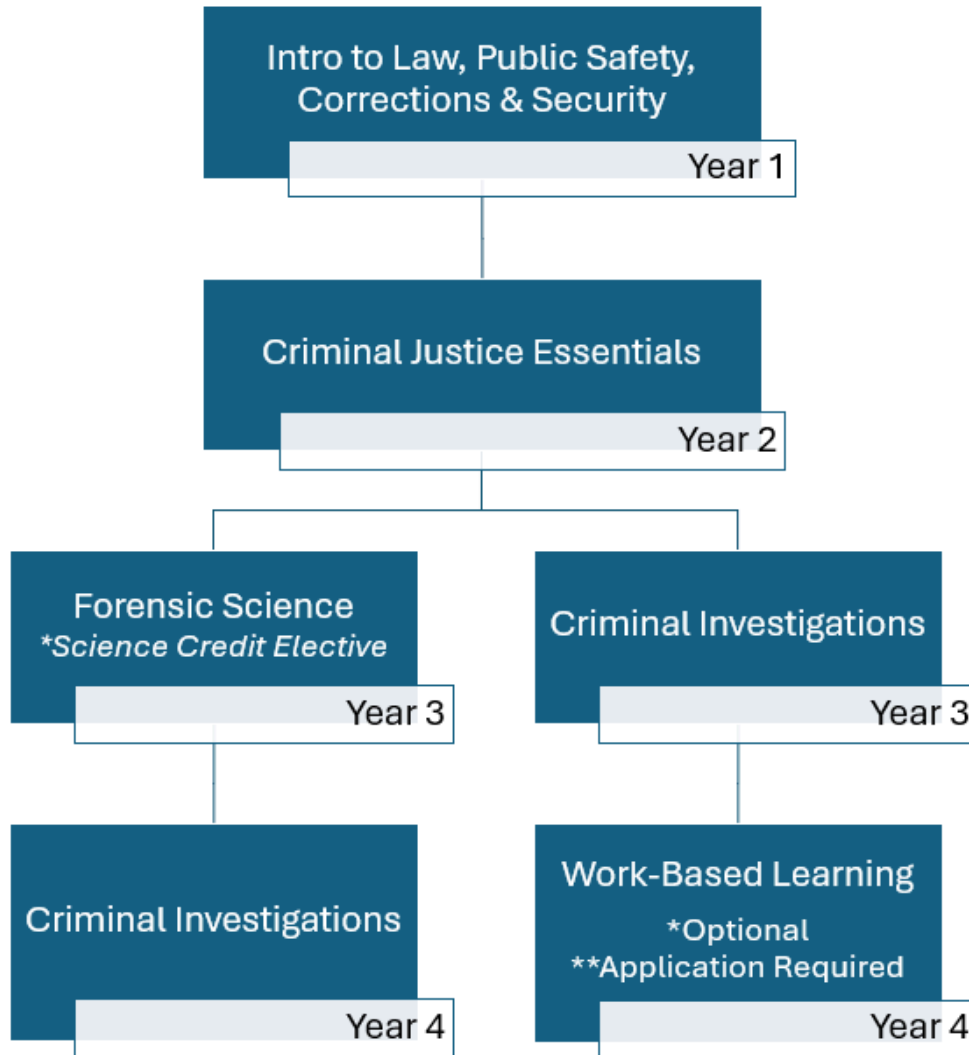 Intro to Law, Public Safety,
Corrections & Security
Year 1
Criminal Justice Essentials
Year 2
Forensic Science
*Science Credit Elective
Year 3
Criminal Investigations
Year 3
Criminal Investigations
Year 4
Work-Based Learning
*Optional
**Application Required
Year 4